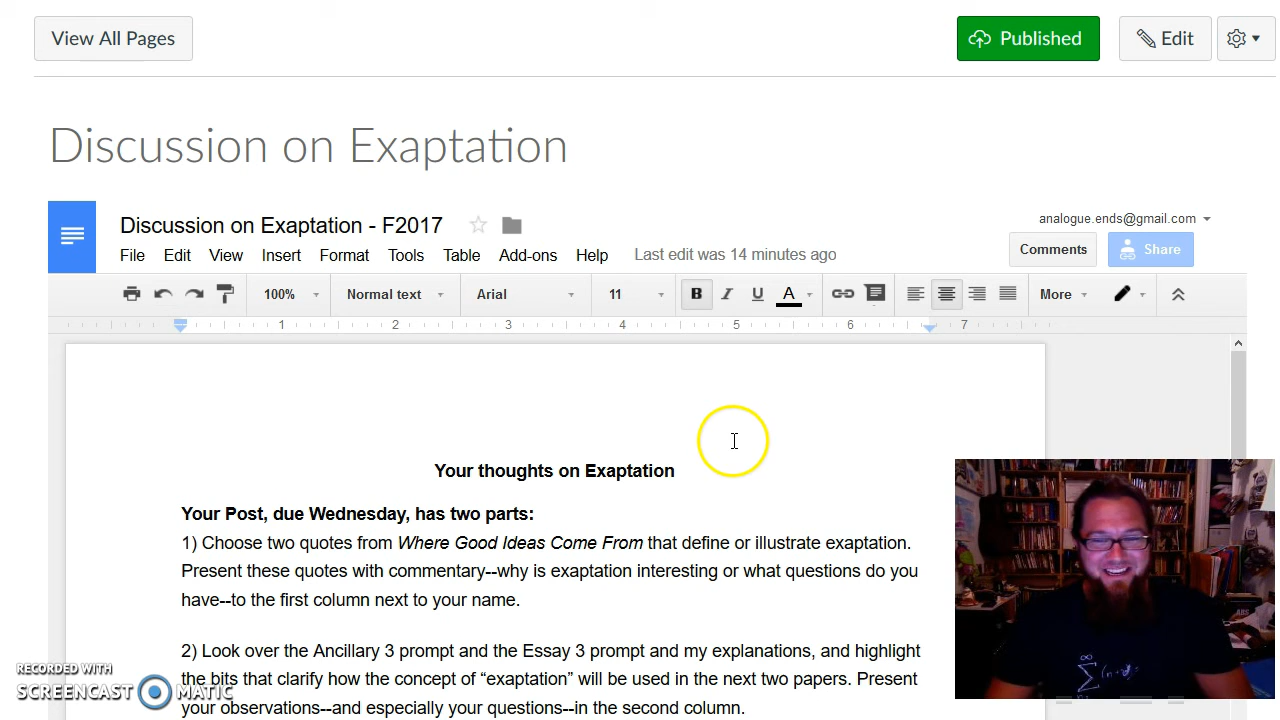 View All Pages
Published
Edit
Discussion on Exaptation
Discussion on Exaptation - F2017
analogue.ends@gmail.com
File Edit View Insert Format Tools Table Add-ons Help Last edit was 14 minutes ago
Comments
Share
100% Normal text Arial 11 B I U A More
1 2 3 4 5 6 7
Your thoughts on Exaptation
Your Post, due Wednesday, has two parts:
1) Choose two quotes from Where Good Ideas Come From that define or illustrate exaptation.
Present these quotes with commentary--why is exaptation interesting or what questions do you
have--to the first column next to your name.
2) Look over the Ancillary 3 prompt and the Essay 3 prompt and my explanations, and highlight
the bits that clarify how the concept of “exaptation” will be used in the next two papers. Present
your observations--and especially your questions--in the second column.
RECORDED WITH
SCREENCAST MATIC